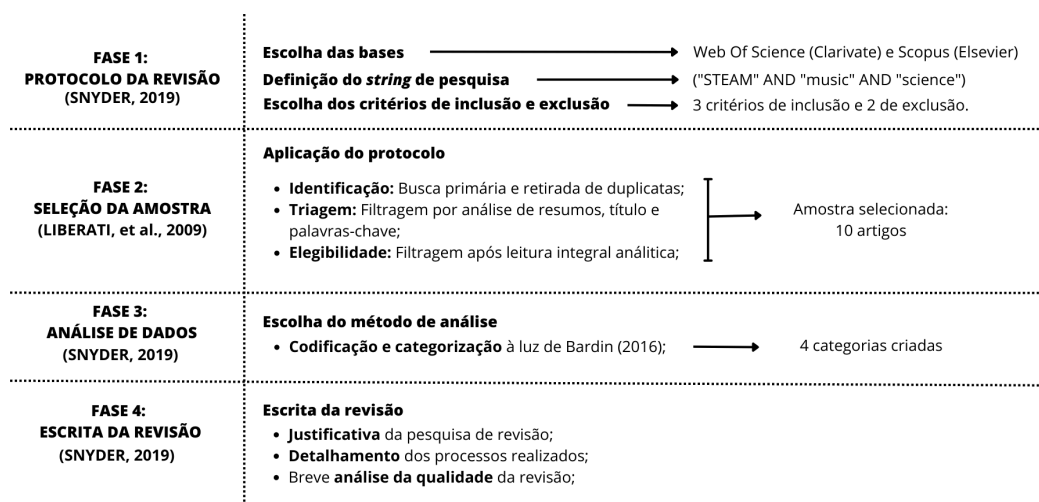 FASE 1:
PROTOCOLO DA REVISÃO
(SNYDER, 2019)
Escolha das bases
Web Of Science (Clarivate) e Scopus (Elsevier)
Definição do string de pesquisa
("STEAM" AND "music" AND "science")
Escolha dos critérios de inclusão e exclusão
3 critérios de inclusão e 2 de exclusão.
FASE 2:
SELEÇÃO DA AMOSTRA
(LIBERATI, et al., 2009)
Aplicação do protocolo
• Identificação: Busca primária e retirada de duplicatas;
• Triagem: Filtragem por análise de resumos, título e
palavras-chave;
• Elegibilidade: Filtragem após leitura integral análitica;
Amostra selecionada:
10 artigos
FASE 3:
ANÁLISE DE DADOS
(SNYDER, 2019)
Escolha do método de análise
• Codificação e categorização à luz de Bardin (2016);
4 categorias criadas
FASE 4:
ESCRITA DA REVISÃO
(SNYDER, 2019)
Escrita da revisão
• Justificativa da pesquisa de revisão;
• Detalhamento dos processos realizados;
• Breve análise da qualidade da revisão;